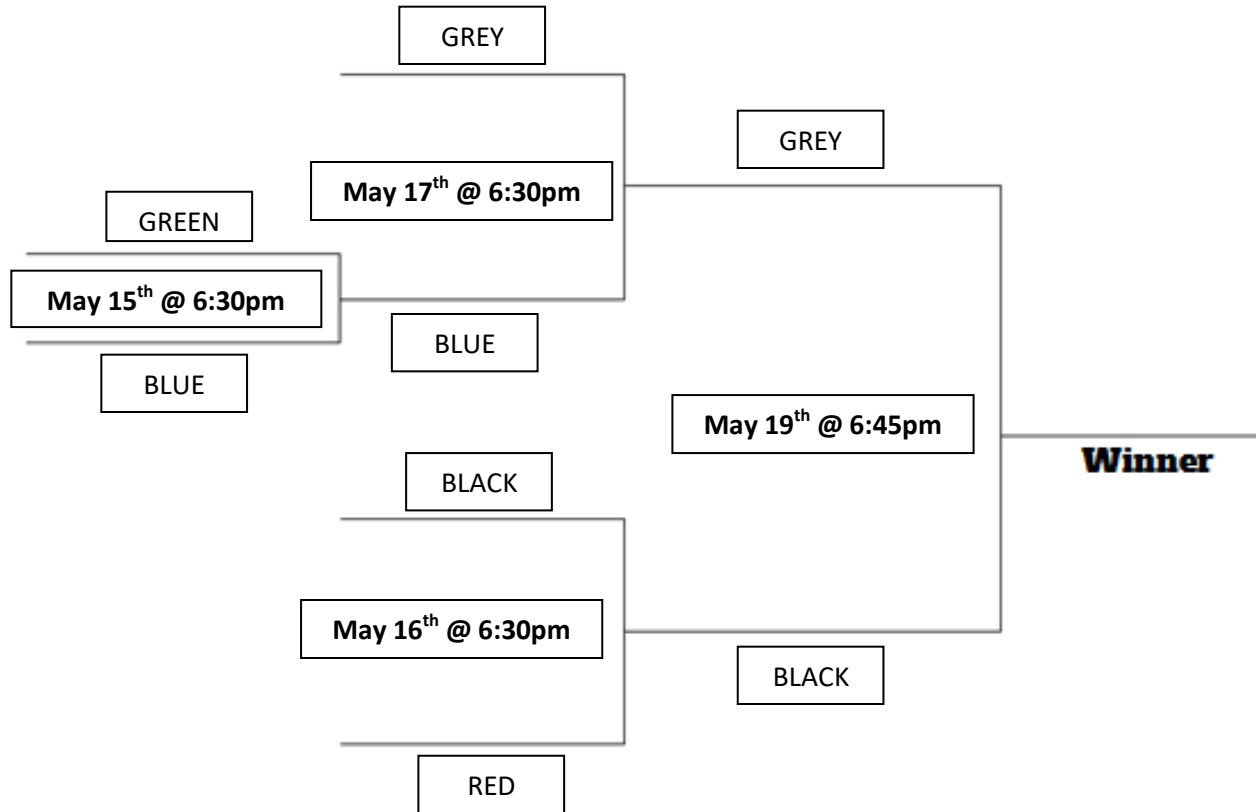 GREY
GREY
May 17th @ 6:30pm
GREEN
May 15th @ 6:30pm
BLUE
BLUE
May 19th @ 6:45pm
Winner
BLACK
May 16th @ 6:30pm
BLACK
RED